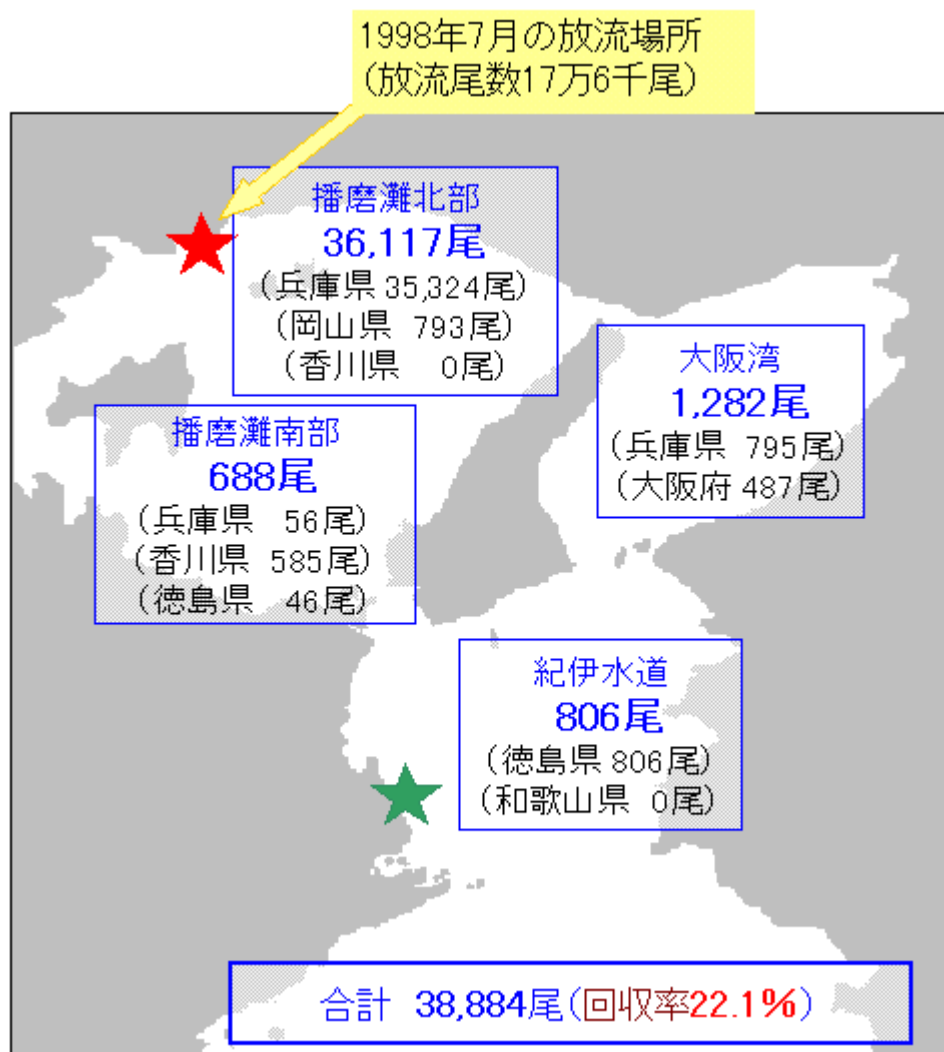 1998年7月の放流場所
(放流尾数17万6千尾)
播磨灘北部
36,117尾
(兵庫県 35,324尾)
(岡山県 793尾)
(香川県 0尾)
大阪湾
1,282尾
(兵庫県 795尾)
(大阪府 487尾)
播磨灘南部
688尾
(兵庫県 56尾)
(香川県 585尾)
(徳島県 46尾)
紀伊水道
806尾
(徳島県 806尾)
(和歌山県 0尾)
合計 38,884尾(回収率22.1%)